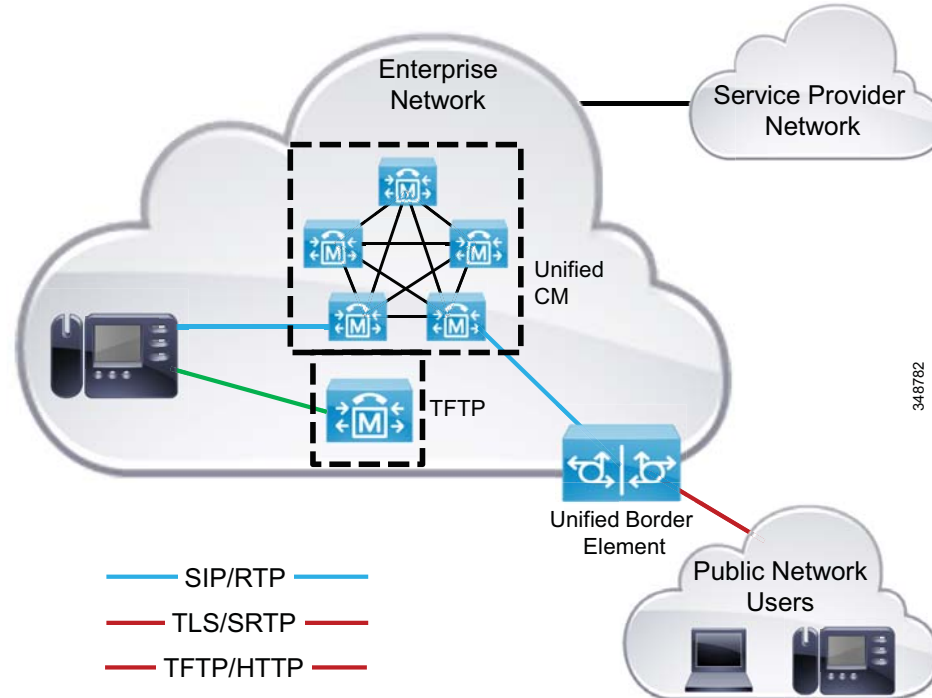 Enterprise
Network
Service Provider
Network
M
M
M
Unified
CM
M
M
M
TFTP
348782
Unified Border
Element
Public Network
Users
SIP/RTP
TLS/SRTP
TFTP/HTTP